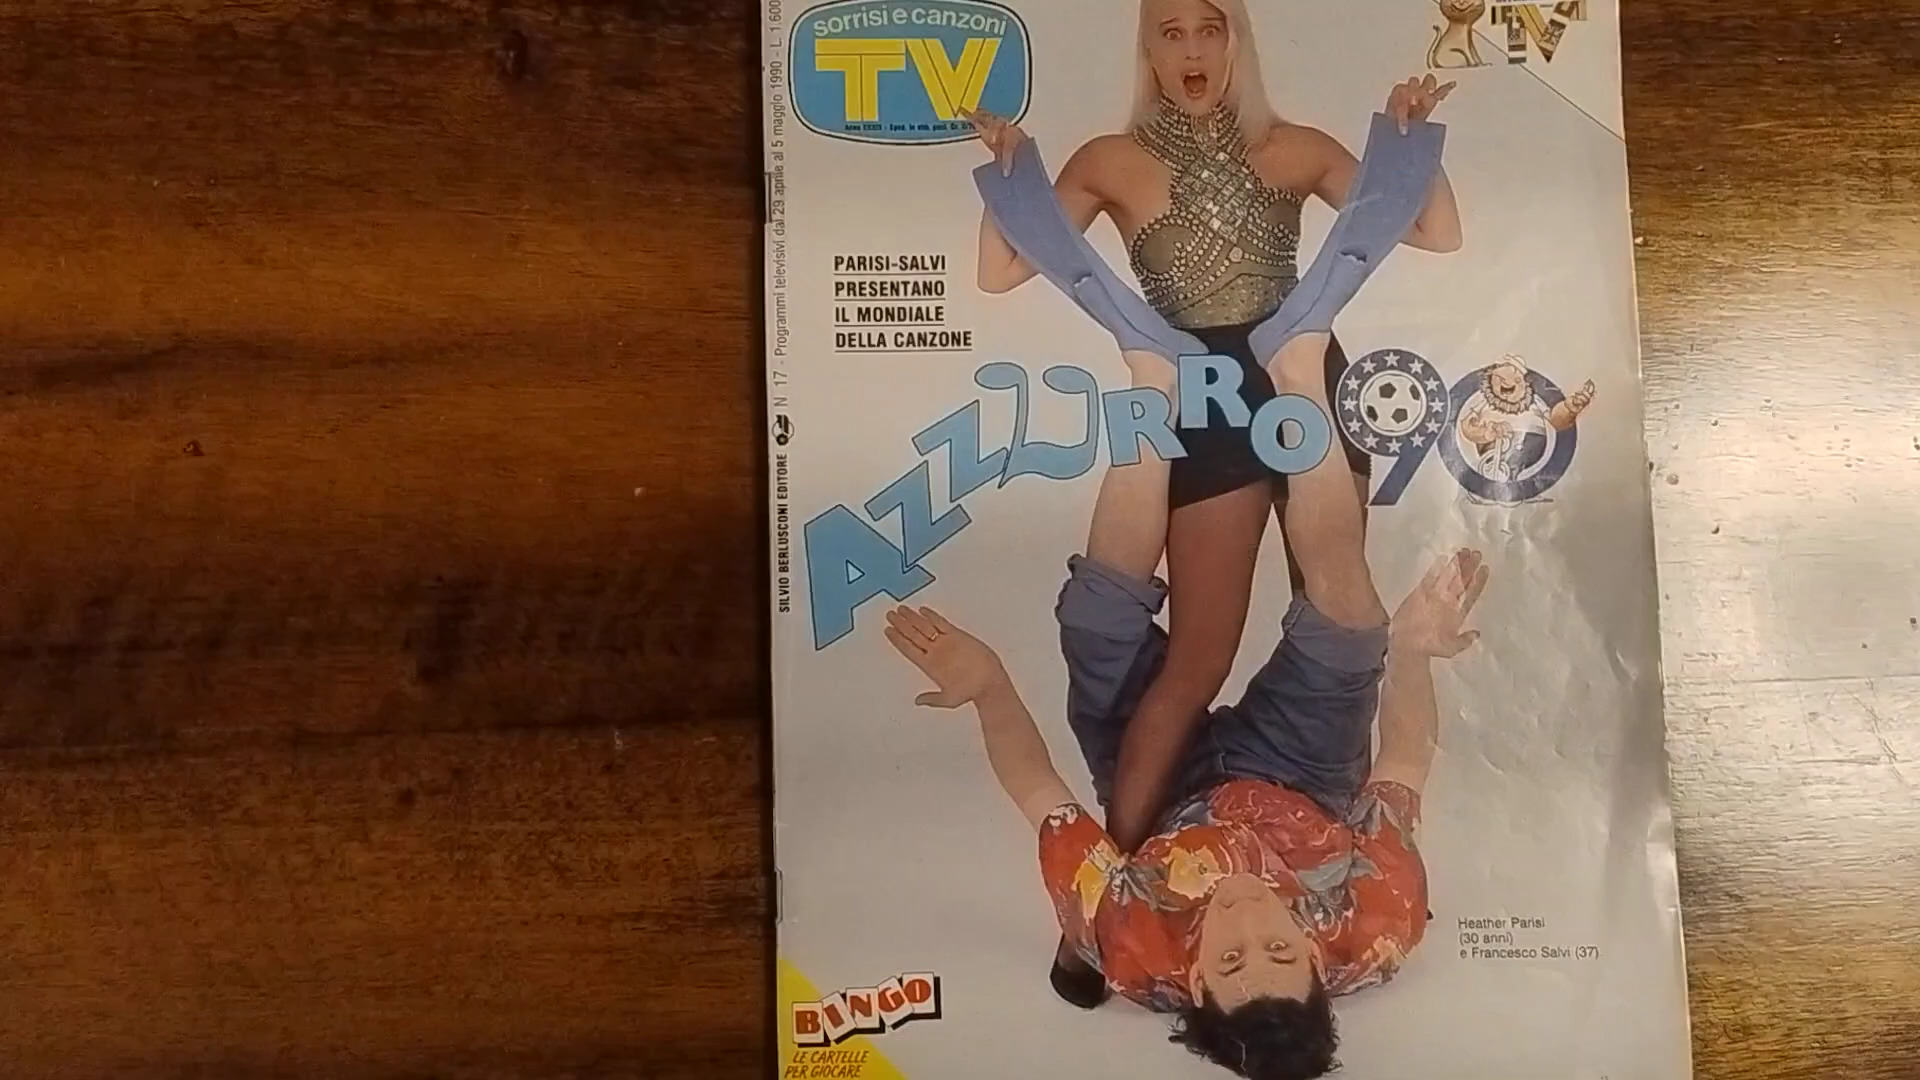 sorrisi e canzoni
TV
TV
N. 17 - Programmi televisivi dal 29 aprile al 5 maggio 1990 - L. 1.600
SILVIO BERLUSCONI EDITORE
PARISI-SALVI
PRESENTANO
IL MONDIALE
DELLA CANZONE
AZZURRO 90
Heather Parisi
(30 anni)
e Francesco Salvi (37)
BINGO
LE CARTELLE
PER GIOCARE